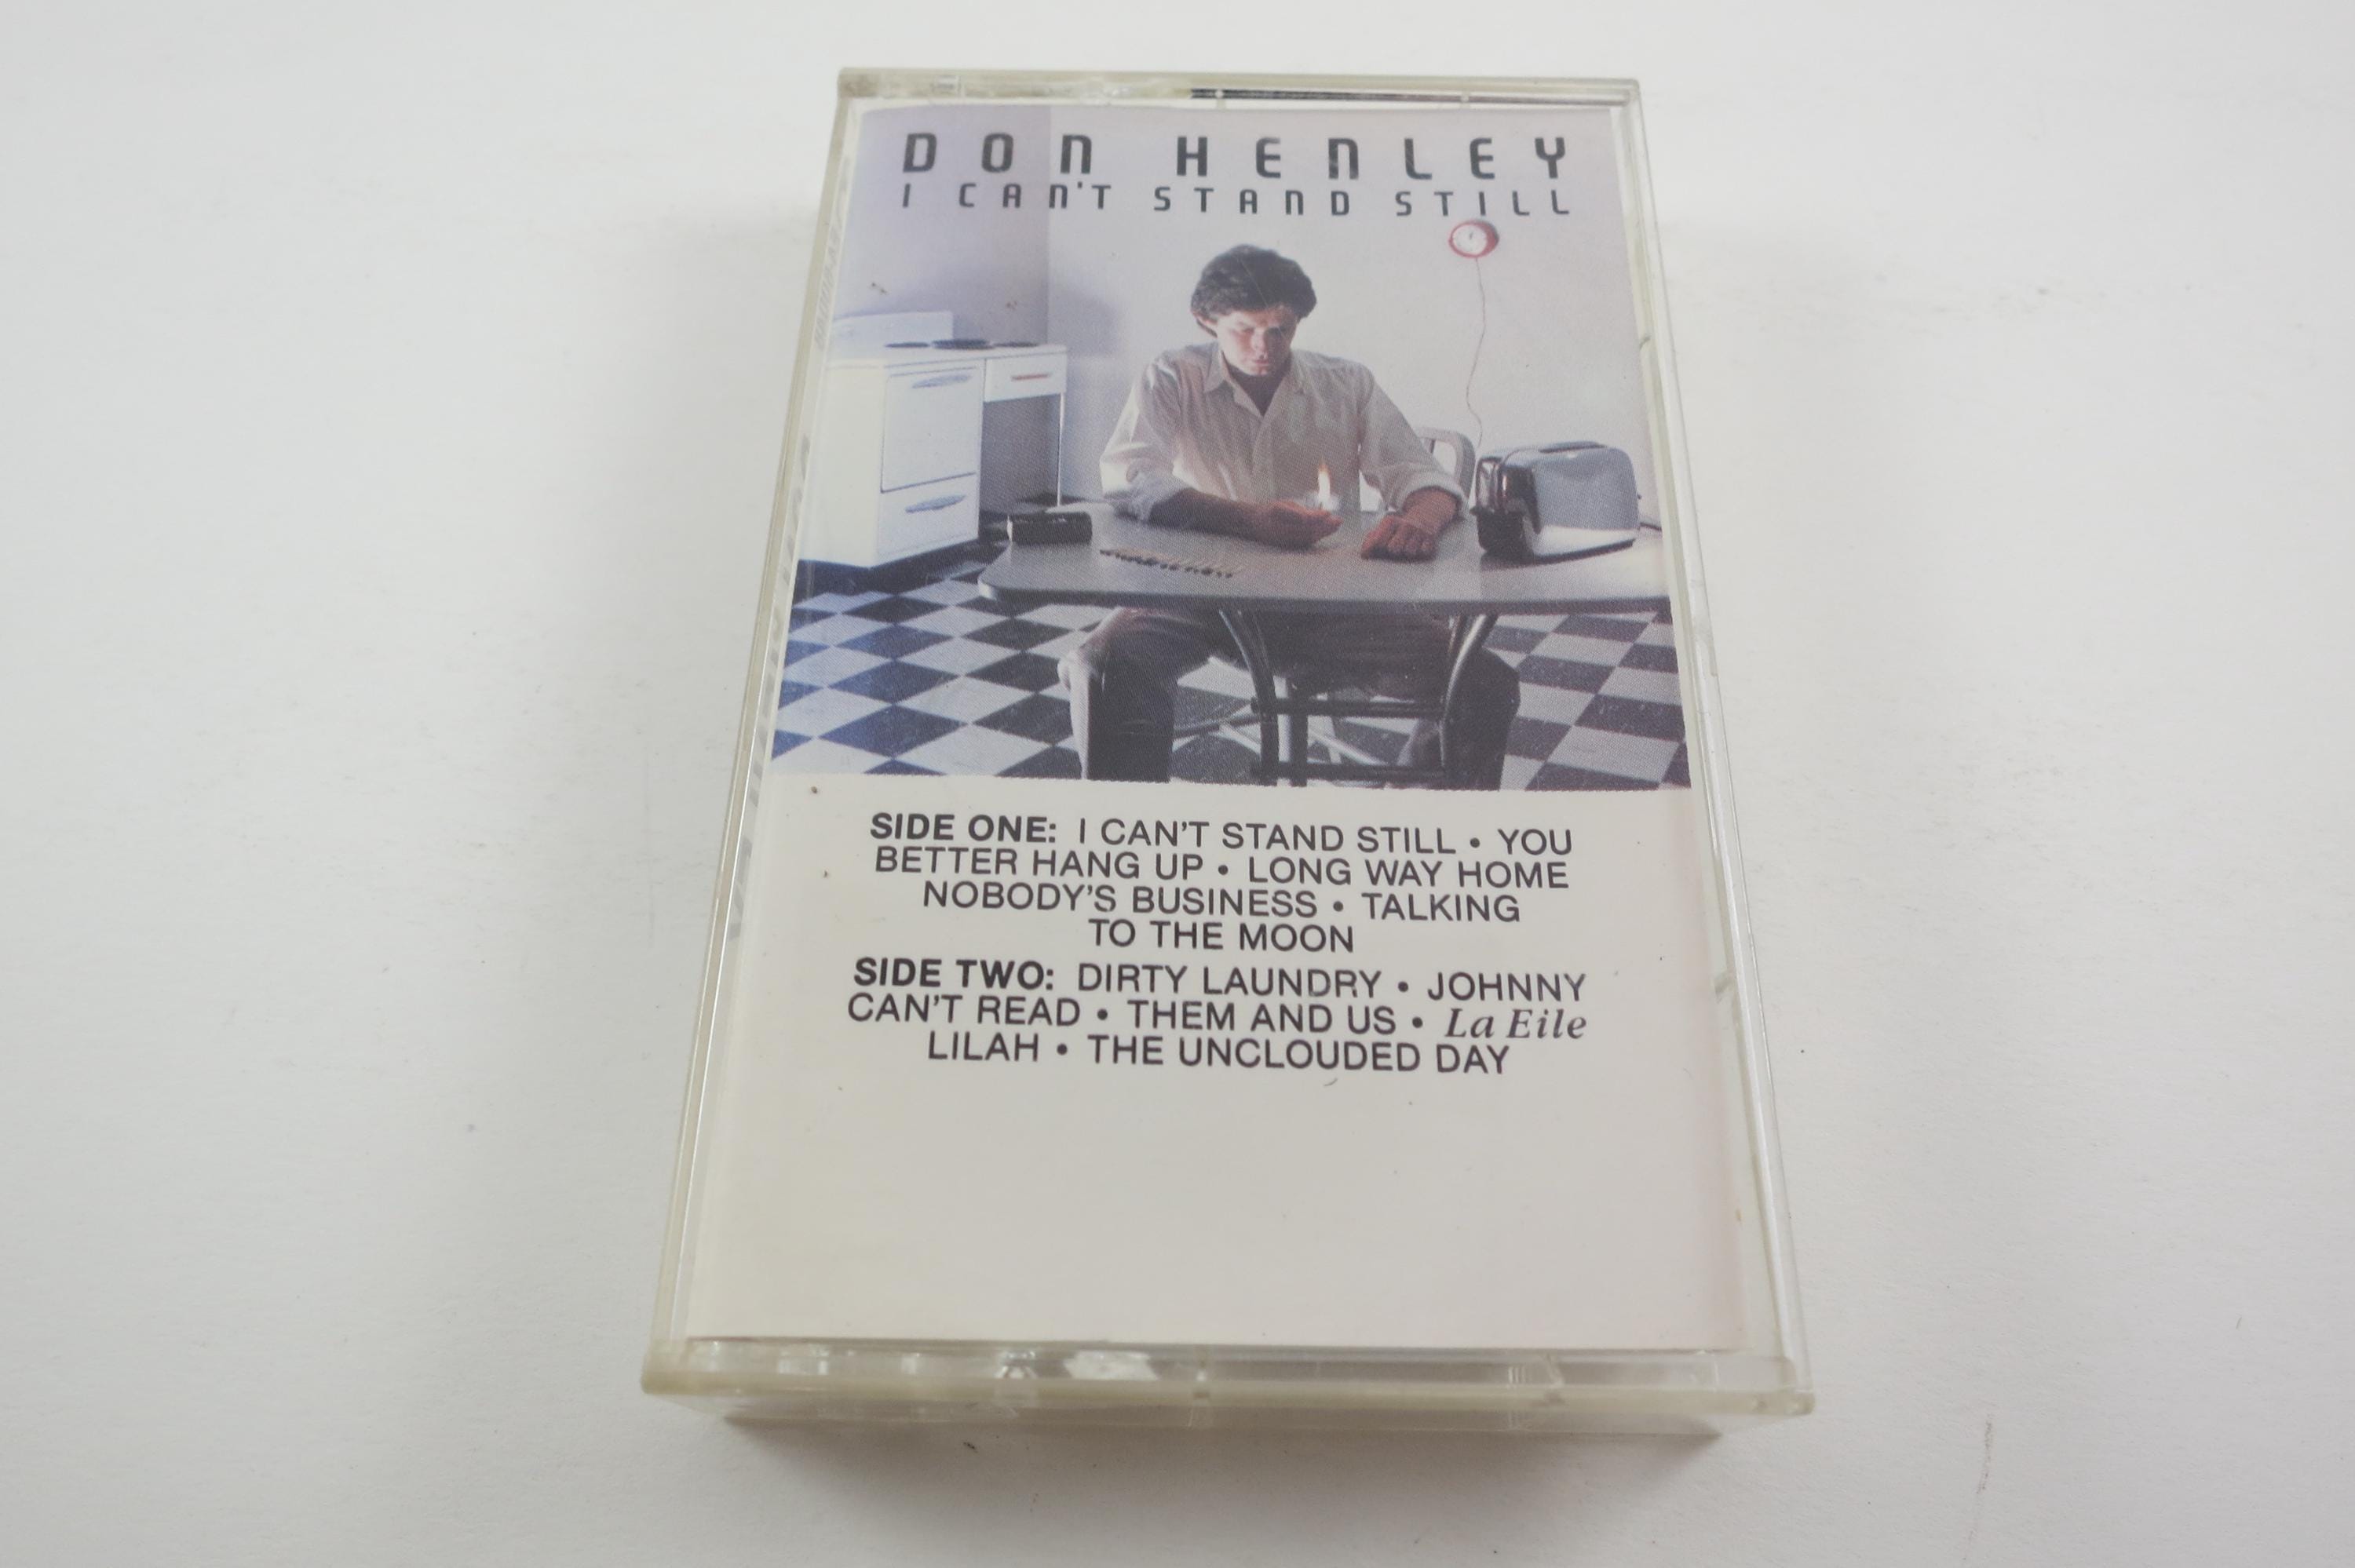 DON HENLEY
I CAN'T STAND STILL
SIDE ONE: I CAN'T STAND STILL • YOU
BETTER HANG UP • LONG WAY HOME
NOBODY'S BUSINESS • TALKING
TO THE MOON
SIDE TWO: DIRTY LAUNDRY • JOHNNY
CAN'T READ • THEM AND US • La Eile
LILAH • THE UNCLOUDED DAY